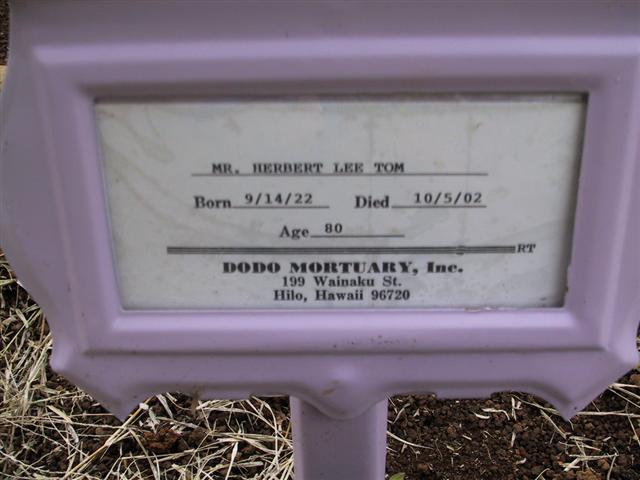 MR. HERBERT LEE TOM
Born 9/14/22 Died 10/5/02
Age 80
RT
DODO MORTUARY, Inc.
199 Wainaku St.
Hilo, Hawaii 96720